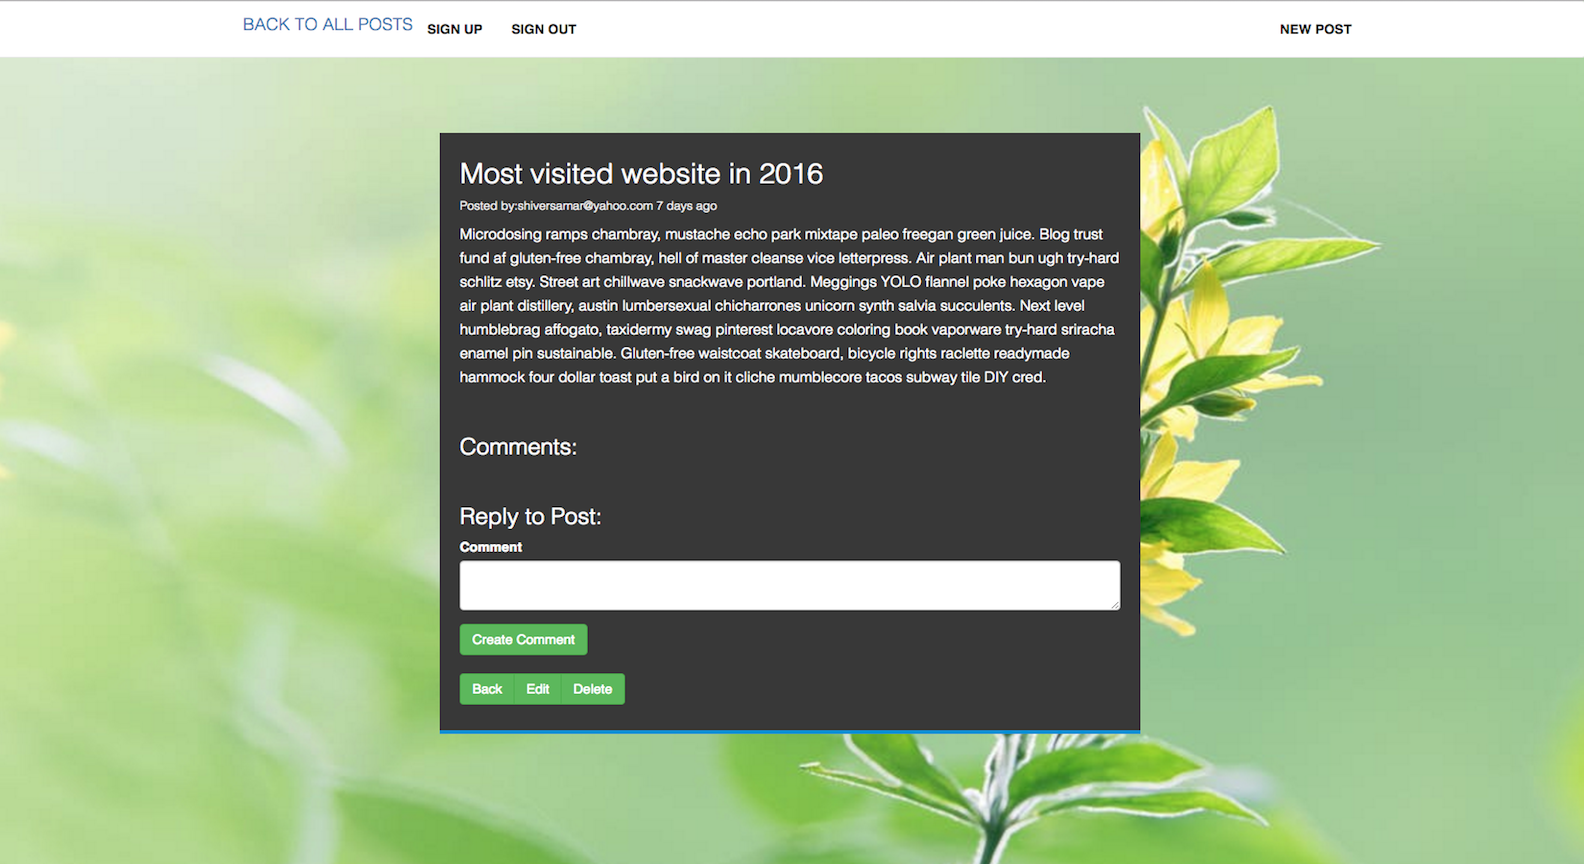 BACK TO ALL POSTS SIGN UP SIGN OUT NEW POST
Most visited website in 2016
Posted by:shiversamar@yahoo.com 7 days ago
Microdosing ramps chambray, mustache echo park mixtape paleo freegan green juice. Blog trust
fund af gluten-free chambray, hell of master cleanse vice letterpress. Air plant man bun ugh try-hard
schlitz etsy. Street art chillwave snackwave portland. Meggings YOLO flannel poke hexagon vape
air plant distillery, austin lumbersexual chicharrones unicorn synth salvia succulents. Next level
humblebrag affogato, taxidermy swag pinterest locavore coloring book vaporware try-hard sriracha
enamel pin sustainable. Gluten-free waistcoat skateboard, bicycle rights raclette readymade
hammock four dollar toast put a bird on it cliche mumblecore tacos subway tile DIY cred.
Comments:
Reply to Post:
Comment
Create Comment
Back Edit Delete